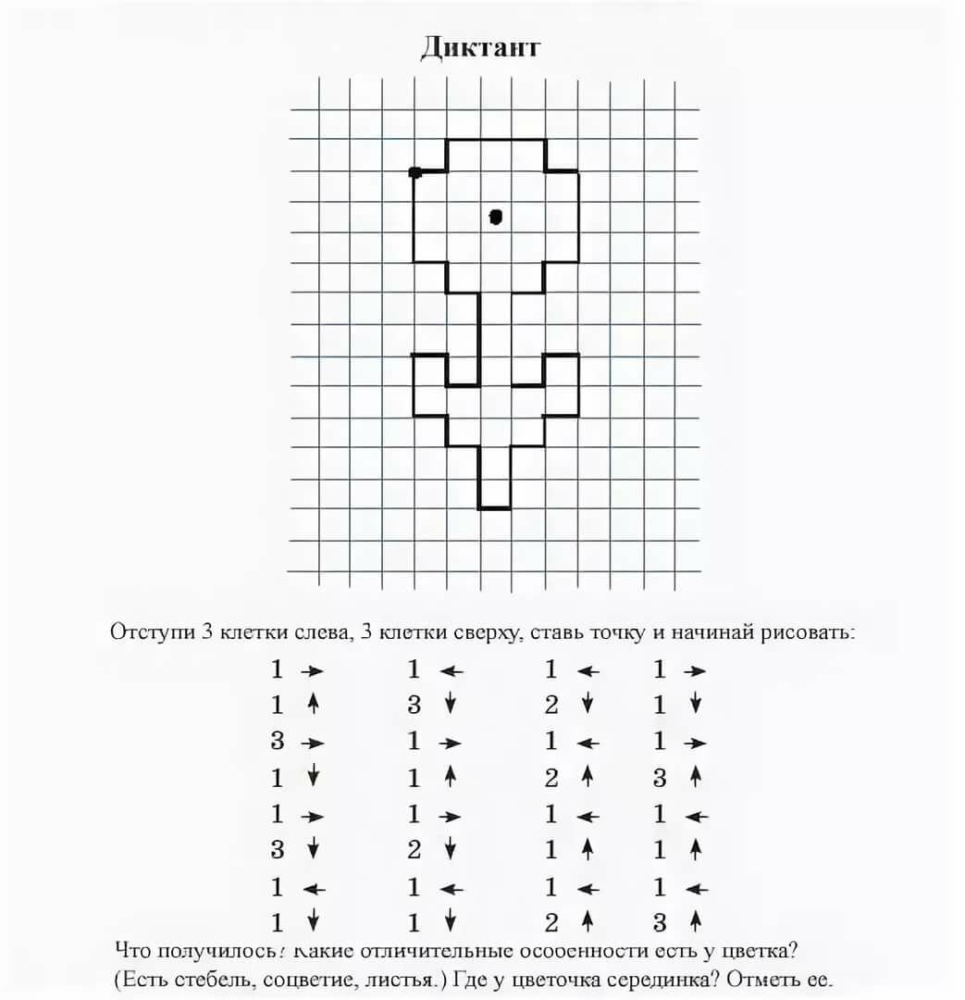 Диктант
Отступи 3 клетки слева, 3 клетки сверху, ставь точку и начинай рисовать:
1 → 1 ← 1 ← 1 →
1 ↑ 3 ↓ 2 ↓ 1 ↓
3 → 1 → 1 ← 1 →
1 ↓ 1 ↑ 2 ↑ 3 ↑
1 → 1 → 1 ← 1 ←
3 ↓ 2 ↓ 1 ↑ 1 ↑
1 ← 1 ← 1 ← 1 ←
1 ↓ 1 ↓ 2 ↑ 3 ↑
Что получилось? Какие отличительные особенности есть у цветка?
(Есть стебель, соцветие, листья.) Где у цветочка серединка? Отметь ее.